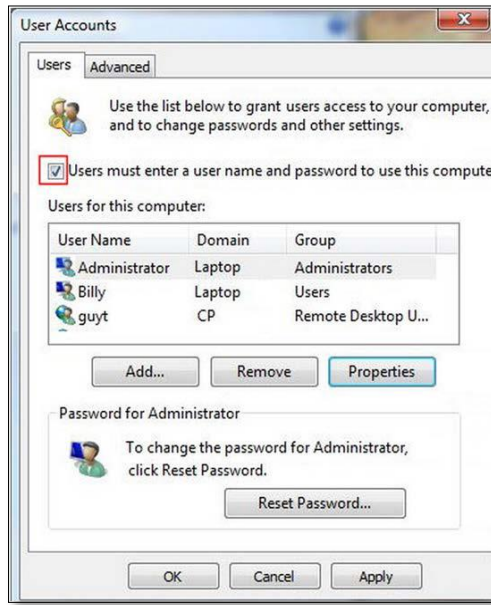 User Accounts
Users
Advanced
Use the list below to grant users access to your computer,
and to change passwords and other settings.
Users must enter a user name and password to use this compute
Users for this computer:
User Name Domain Group
Administrator Laptop Administrators
Billy Laptop Users
guyt CP Remote Desktop U...
Add... Remove Properties
Password for Administrator
To change the password for Administrator,
click Reset Password.
Reset Password...
OK Cancel Apply